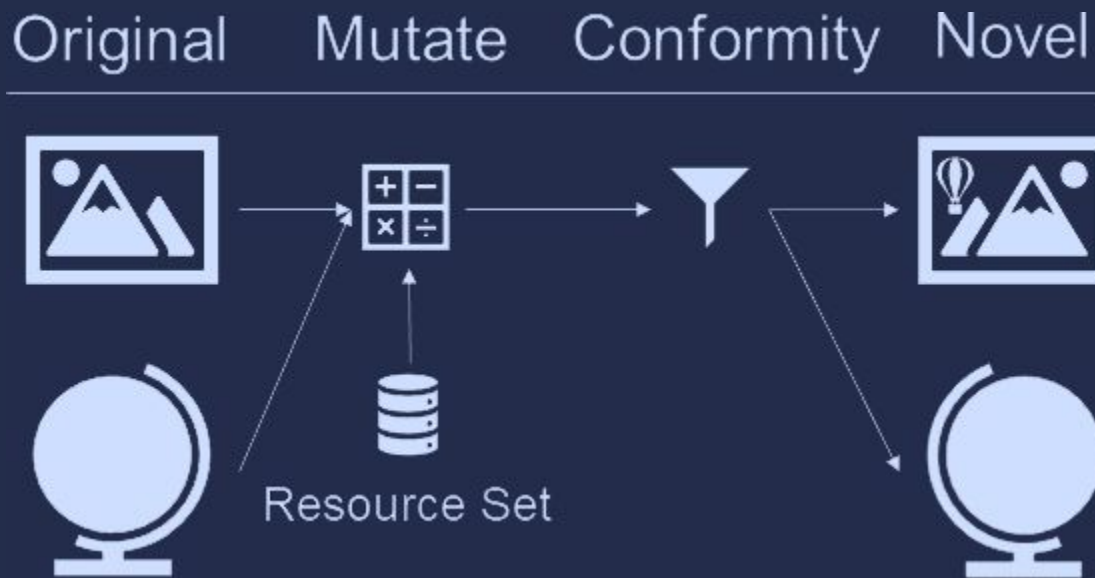 Original Mutate Conformity Novel
+ −
× ÷
Resource Set